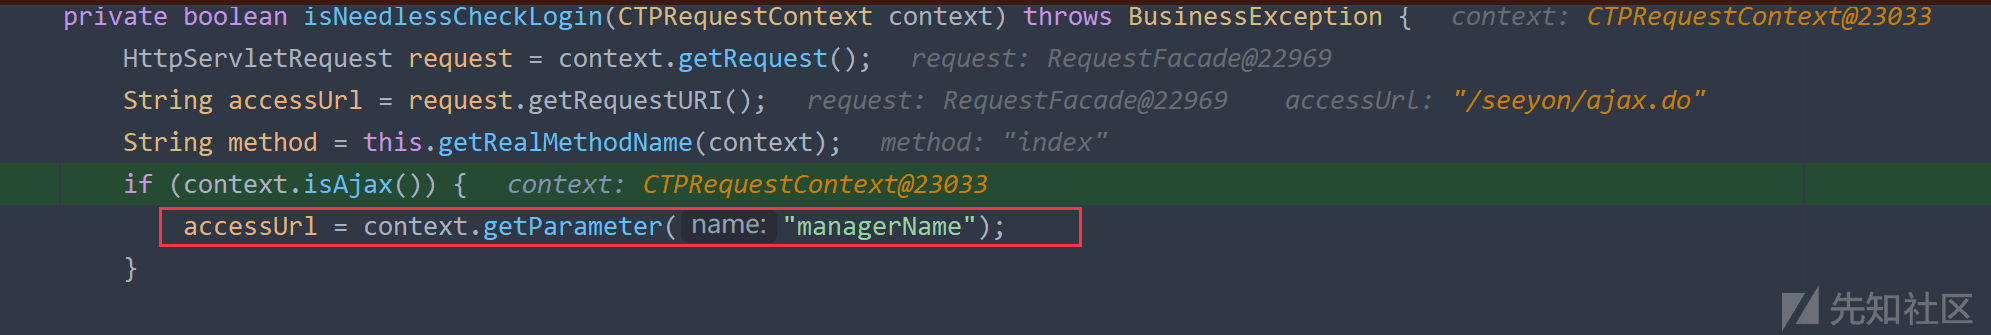 private boolean isNeedlessCheckLogin(CTPRequestContext context) throws BusinessException {   context: CTPRequestContext@23033
    HttpServletRequest request = context.getRequest();   request: RequestFacade@22969
    String accessUrl = request.getRequestURI();   request: RequestFacade@22969    accessUrl: "/seeyon/ajax.do"
    String method = this.getRealMethodName(context);   method: "index"
    if (context.isAjax()) {   context: CTPRequestContext@23033
        accessUrl = context.getParameter( name: "managerName");
    }
先知社区